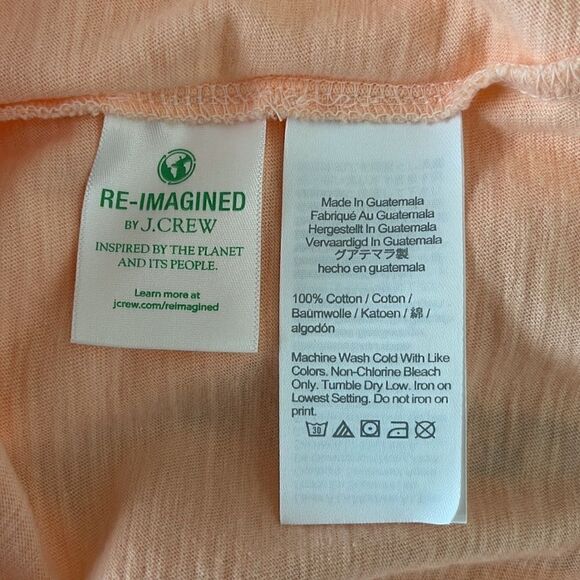 RE-IMAGINED
BY J.CREW
INSPIRED BY THE PLANET
AND ITS PEOPLE.
Learn more at
jcrew.com/reimagined
Made In Guatemala
Fabriqué Au Guatemala
Hergestellt In Guatemala
Vervaardigd In Guatemala
グアテマラ製
hecho en guatemala
100% Cotton / Coton /
Baumwolle / Katoen / 綿 /
algodón
Machine Wash Cold With Like
Colors. Non-Chlorine Bleach
Only. Tumble Dry Low. Iron on
Lowest Setting. Do not iron on
print.
30